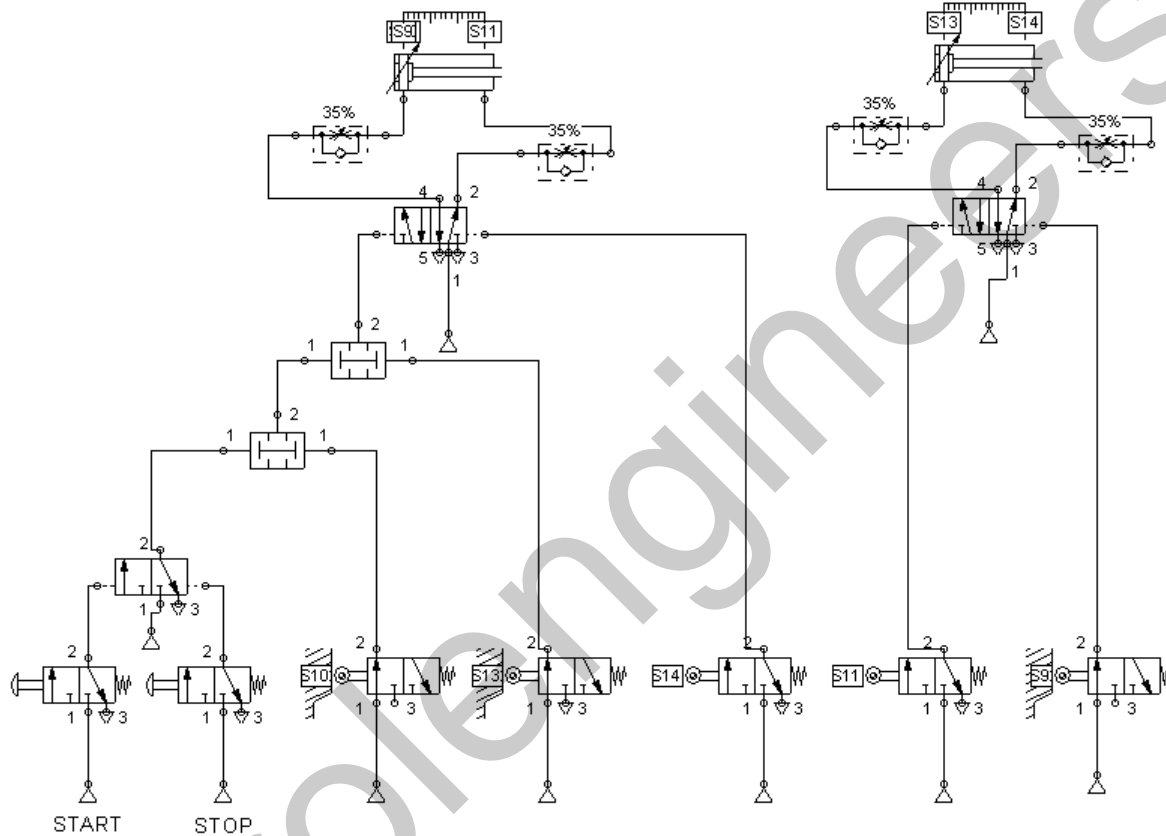 S9 S11 S13 S14
35% 35%
35% 35%
4 2 4 2
5 3 5 3
1 1
2
1 1
2
1 1
2
1 3
2 2 2 2 2 2 2
S10 S13 S14 S11 S9
1 3 1 3 1 3 1 3 1 3 1 3 1 3
START STOP
olengineers